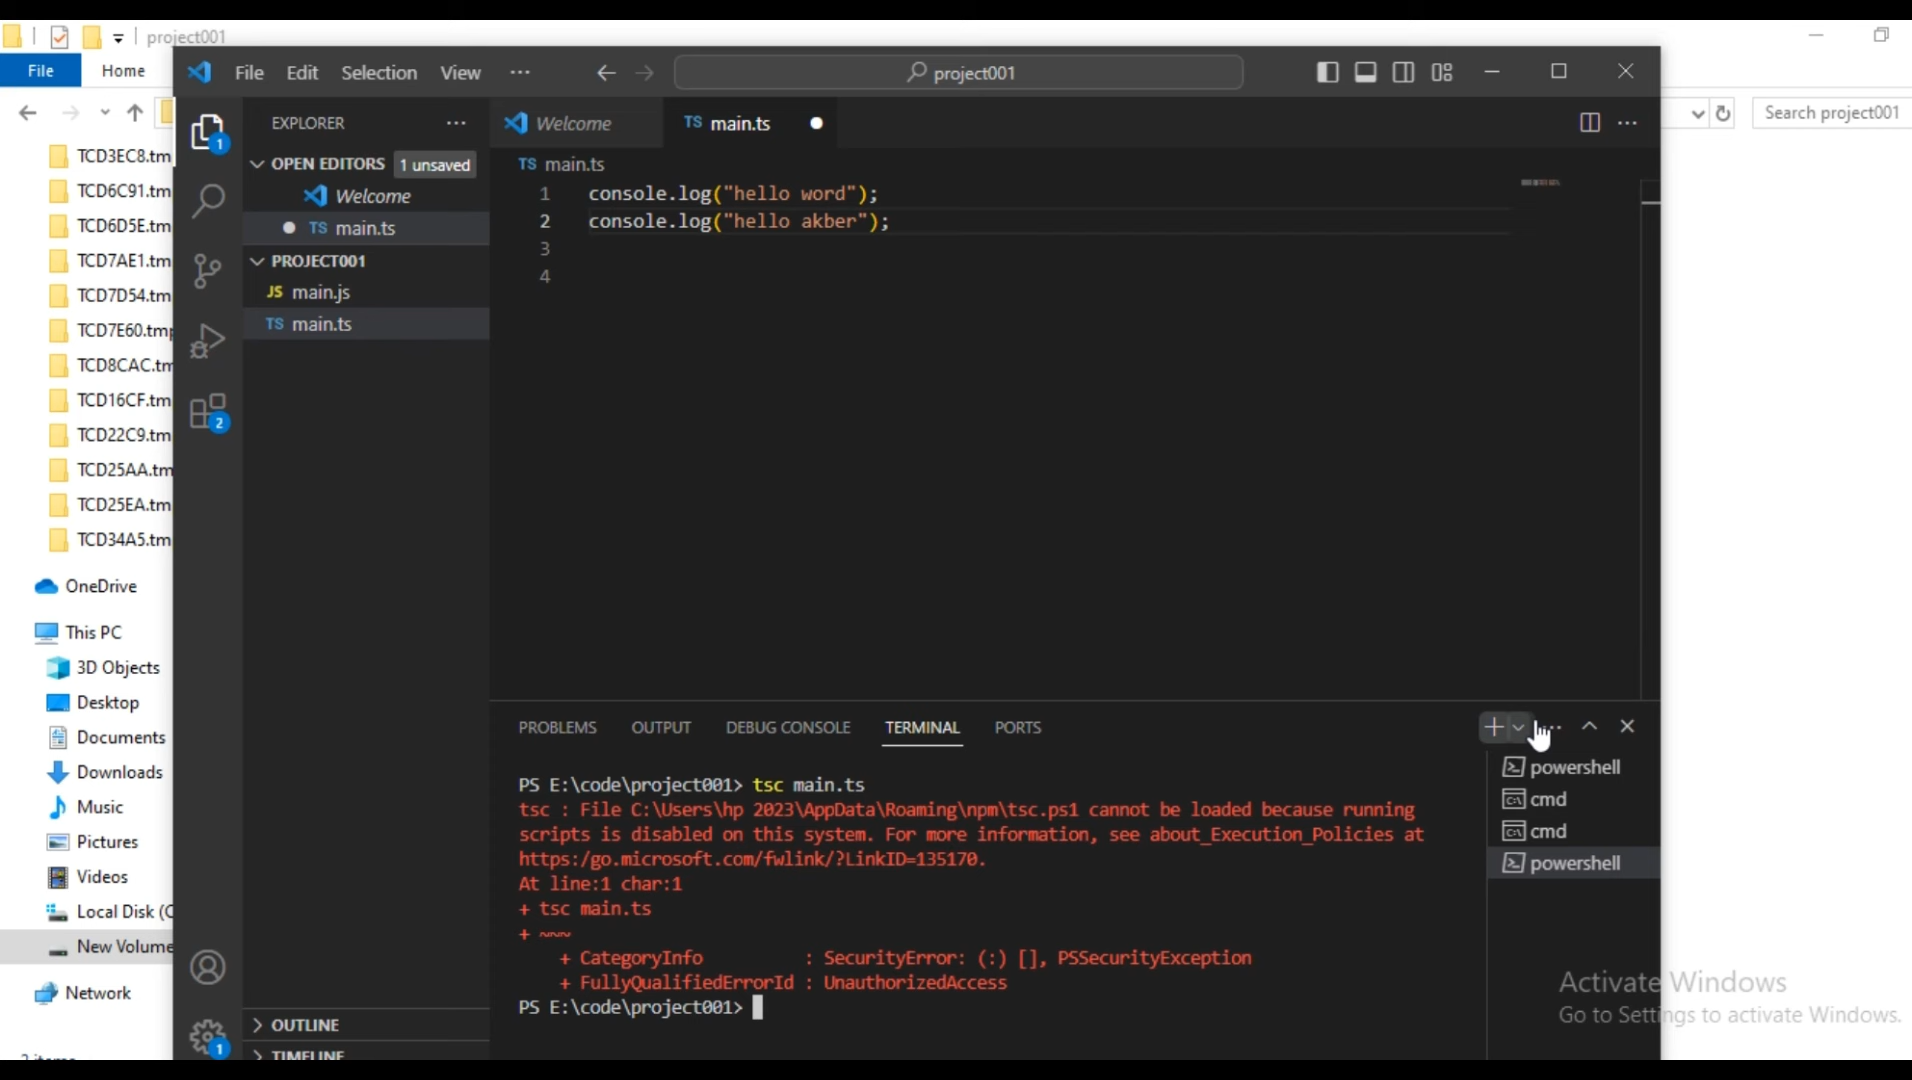 project001
File Home
Search project001
TCD3EC8.tm
TCD6C91.tm
TCD6D5E.tm
TCD7AE1.tm
TCD7D54.tm
TCD7E60.tmp
TCD8CAC.tm
TCD16CF.tm
TCD22C9.tm
TCD25AA.tm
TCD25EA.tm
TCD34A5.tm
OneDrive
This PC
3D Objects
Desktop
Documents
Downloads
Music
Pictures
Videos
Local Disk (C
New Volume
Network
File Edit Selection View ··· project001
EXPLORER ···
OPEN EDITORS 1 unsaved
Welcome
TS main.ts
PROJECT001
JS main.js
TS main.ts
OUTLINE
TIMELINE
1
2
1
Welcome TS main.ts
TS main.ts
1 console.log("hello word");
2 console.log("hello akber");
3
4
PROBLEMS OUTPUT DEBUG CONSOLE TERMINAL PORTS
PS E:\code\project001> tsc main.ts
tsc : File C:\Users\hp 2023\AppData\Roaming\npm\tsc.ps1 cannot be loaded because running
scripts is disabled on this system. For more information, see about_Execution_Policies at
https:/go.microsoft.com/fwlink/?LinkID=135170.
At line:1 char:1
+ tsc main.ts
+ ~~~
+ CategoryInfo : SecurityError: (:) [], PSSecurityException
+ FullyQualifiedErrorId : UnauthorizedAccess
PS E:\code\project001>
powershell
cmd
cmd
powershell
Activate Windows
Go to Settings to activate Windows.